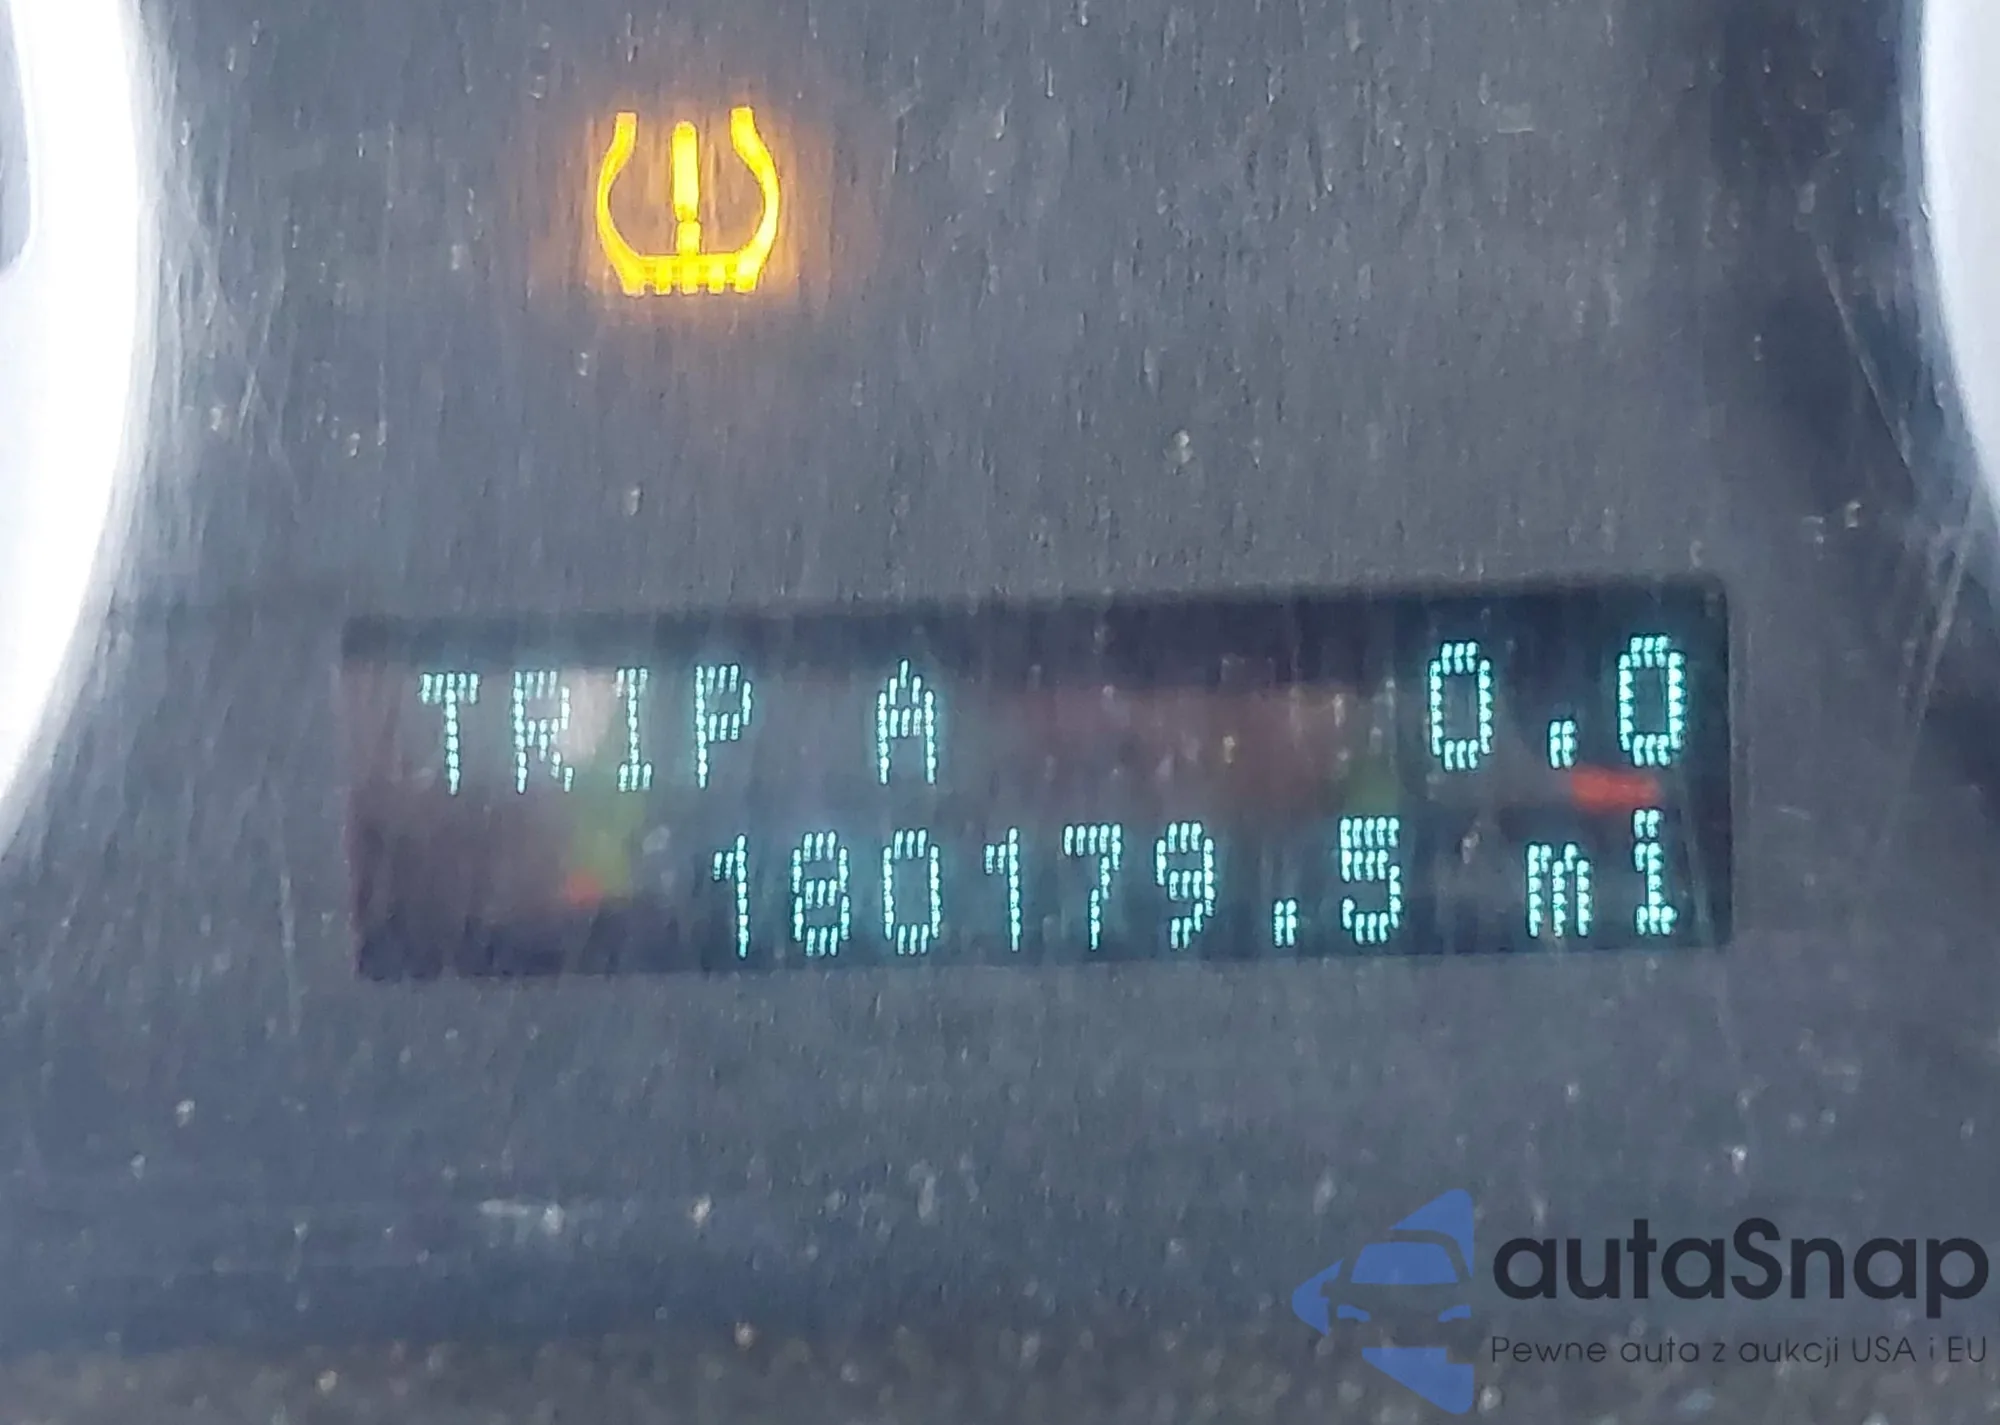 TRIP A 0.0
180179.5 mi
autaSnap
Pewne auta z aukcji USA i EU